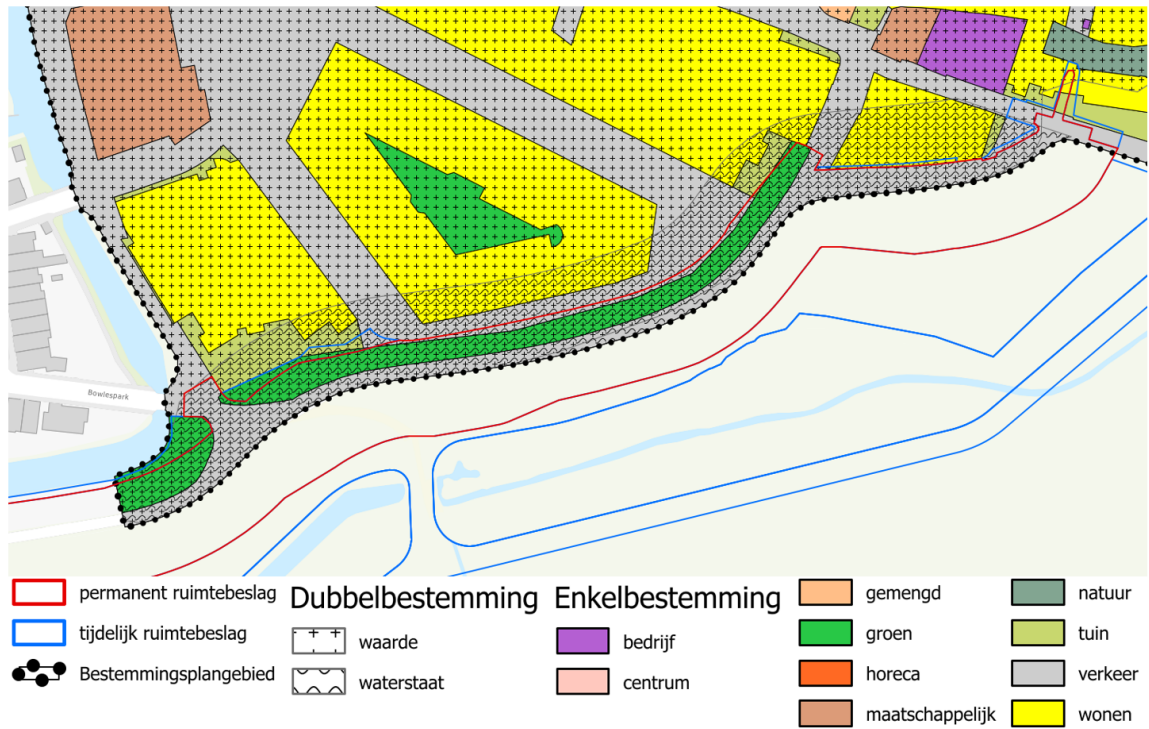 Bowlespark
permanent ruimtebeslag
tijdelijk ruimtebeslag
Bestemmingsplangebied
Dubbelbestemming
waarde
waterstaat
Enkelbestemming
bedrijf
centrum
gemengd
groen
horeca
maatschappelijk
natuur
tuin
verkeer
wonen